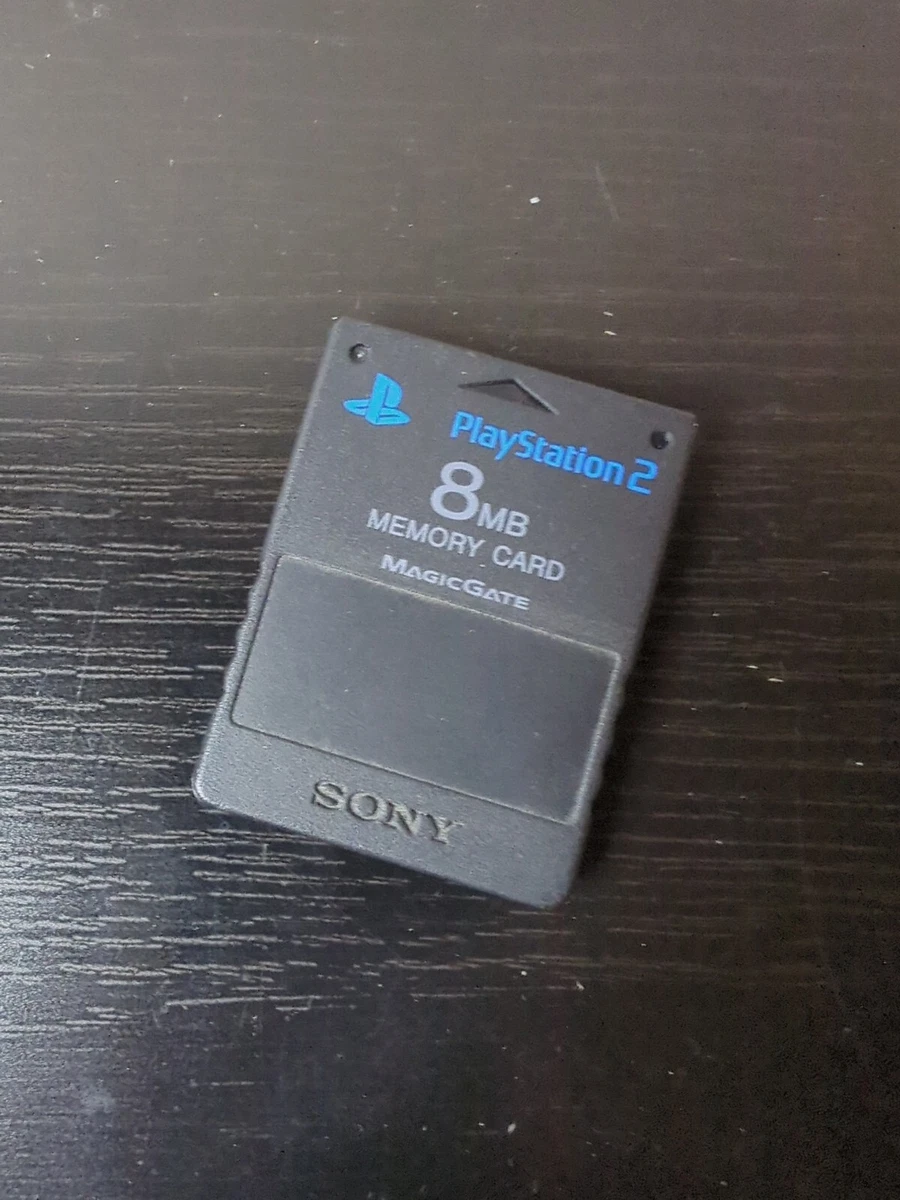 PlayStation 2
8MB
MEMORY CARD
MAGICGATE
SONY